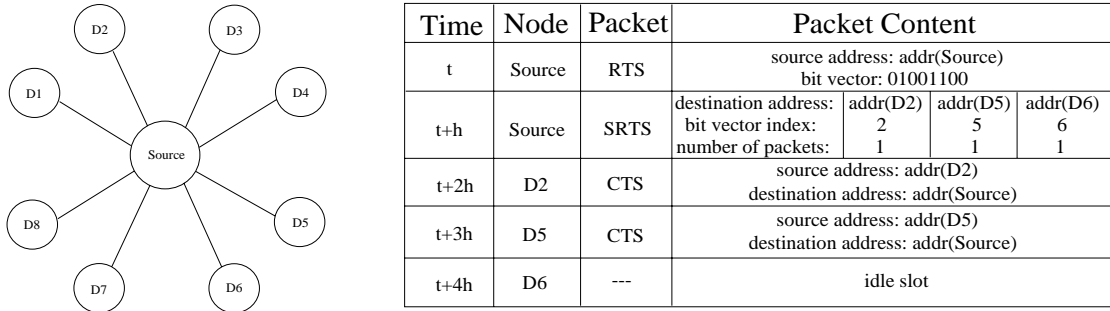 D2
D3
D1
D4
Source
D8
D5
D7
D6
Time Node Packet Packet Content
t Source RTS source address: addr(Source)
bit vector: 01001100
t+h Source SRTS destination address: addr(D2) addr(D5) addr(D6)
bit vector index: 2 5 6
number of packets: 1 1 1
t+2h D2 CTS source address: addr(D2)
destination address: addr(Source)
t+3h D5 CTS source address: addr(D5)
destination address: addr(Source)
t+4h D6 --- idle slot